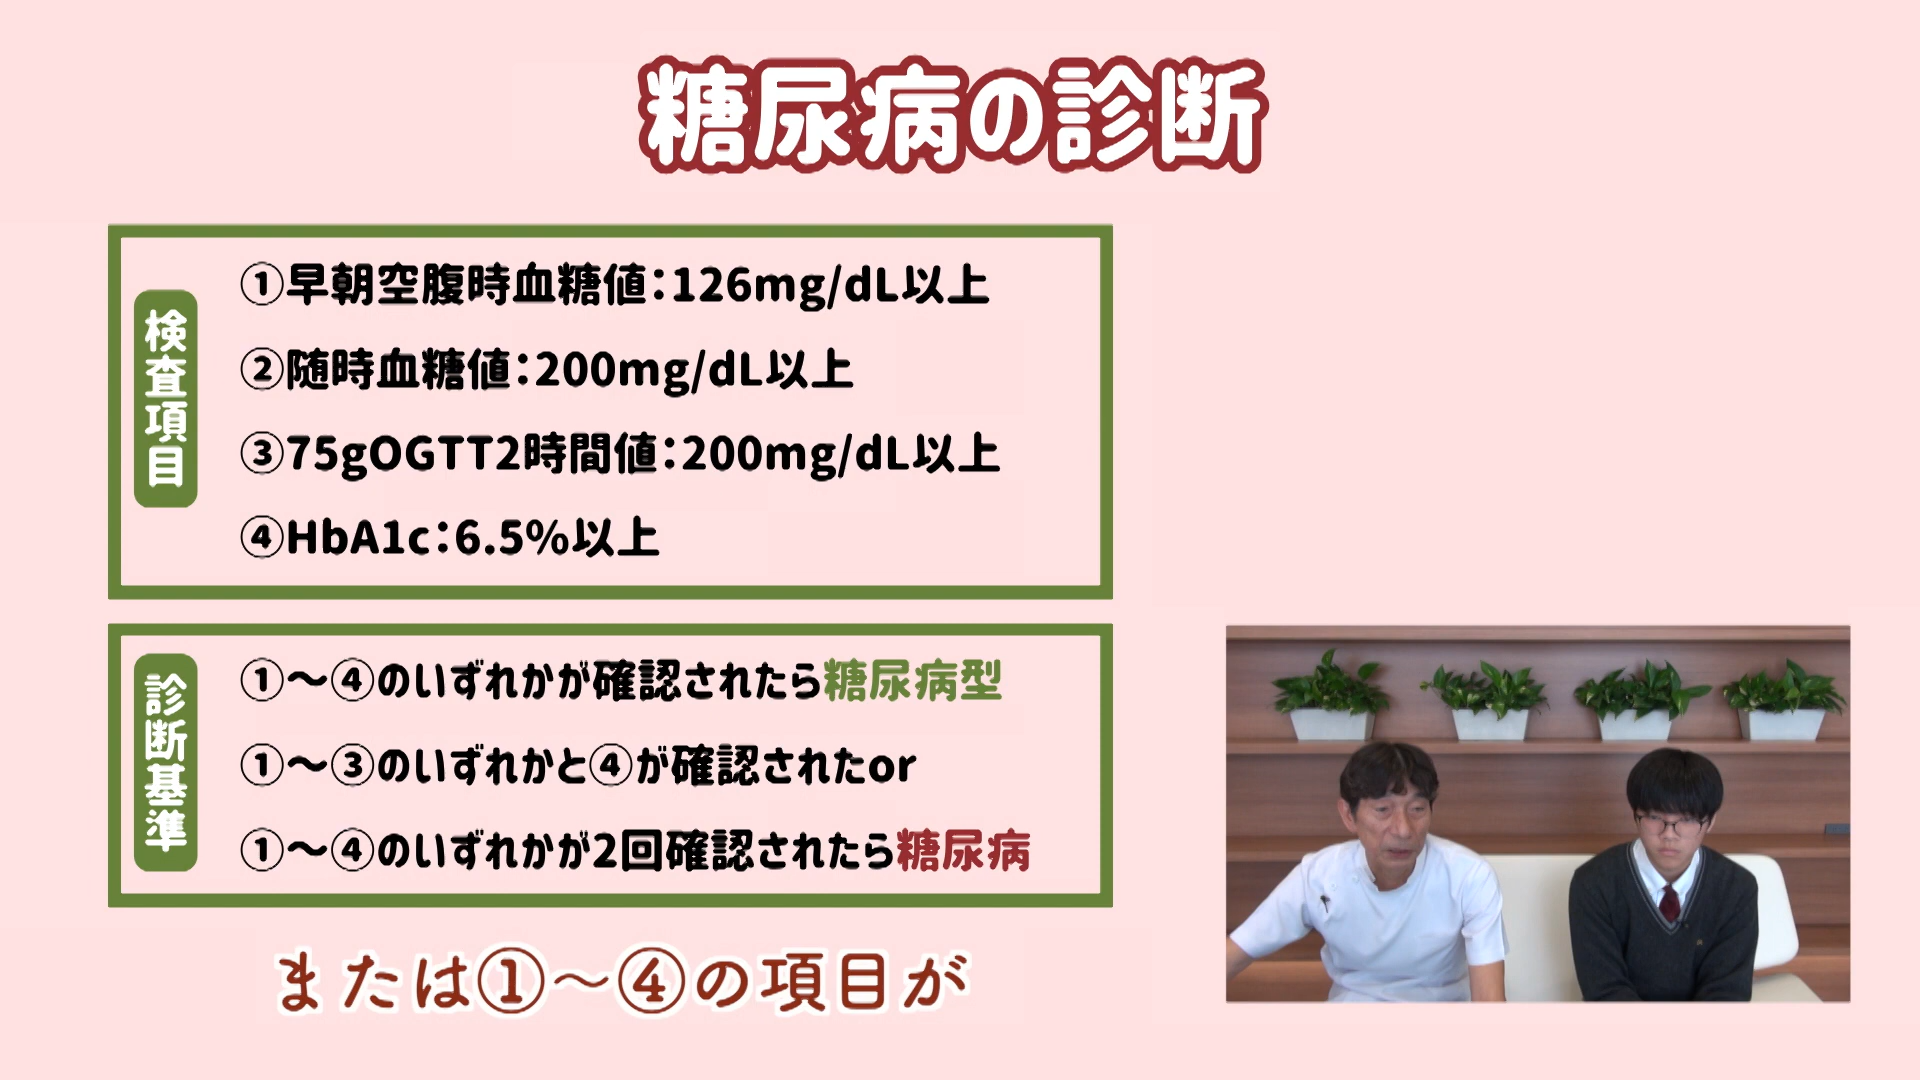 糖尿病の診断
検査項目
①早朝空腹時血糖値：126mg/dL以上
②随時血糖値：200mg/dL以上
③75gOGTT2時間値：200mg/dL以上
④HbA1c：6.5%以上
診断基準
①～④のいずれかが確認されたら糖尿病型
①～③のいずれかと④が確認されたor
①～④のいずれかが2回確認されたら糖尿病
または①～④の項目が